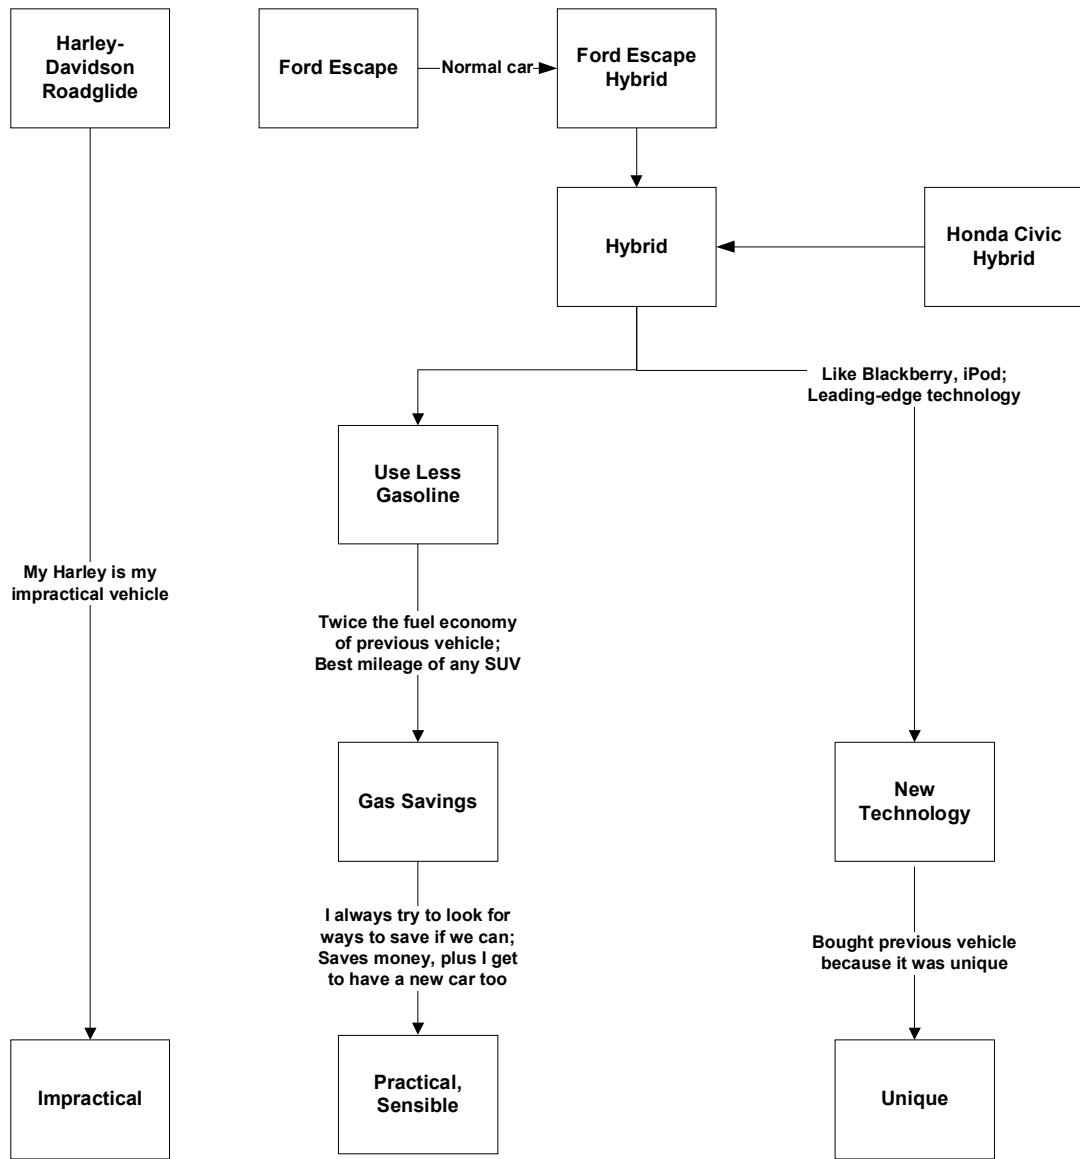 Harley-
Davidson
Roadglide
Ford Escape
Normal car
Ford Escape
Hybrid
Hybrid
Honda Civic
Hybrid
Like Blackberry, iPod;
Leading-edge technology
Use Less
Gasoline
My Harley is my
impractical vehicle
Twice the fuel economy
of previous vehicle;
Best mileage of any SUV
Gas Savings
New
Technology
I always try to look for
ways to save if we can;
Saves money, plus I get
to have a new car too
Bought previous vehicle
because it was unique
Impractical
Practical,
Sensible
Unique